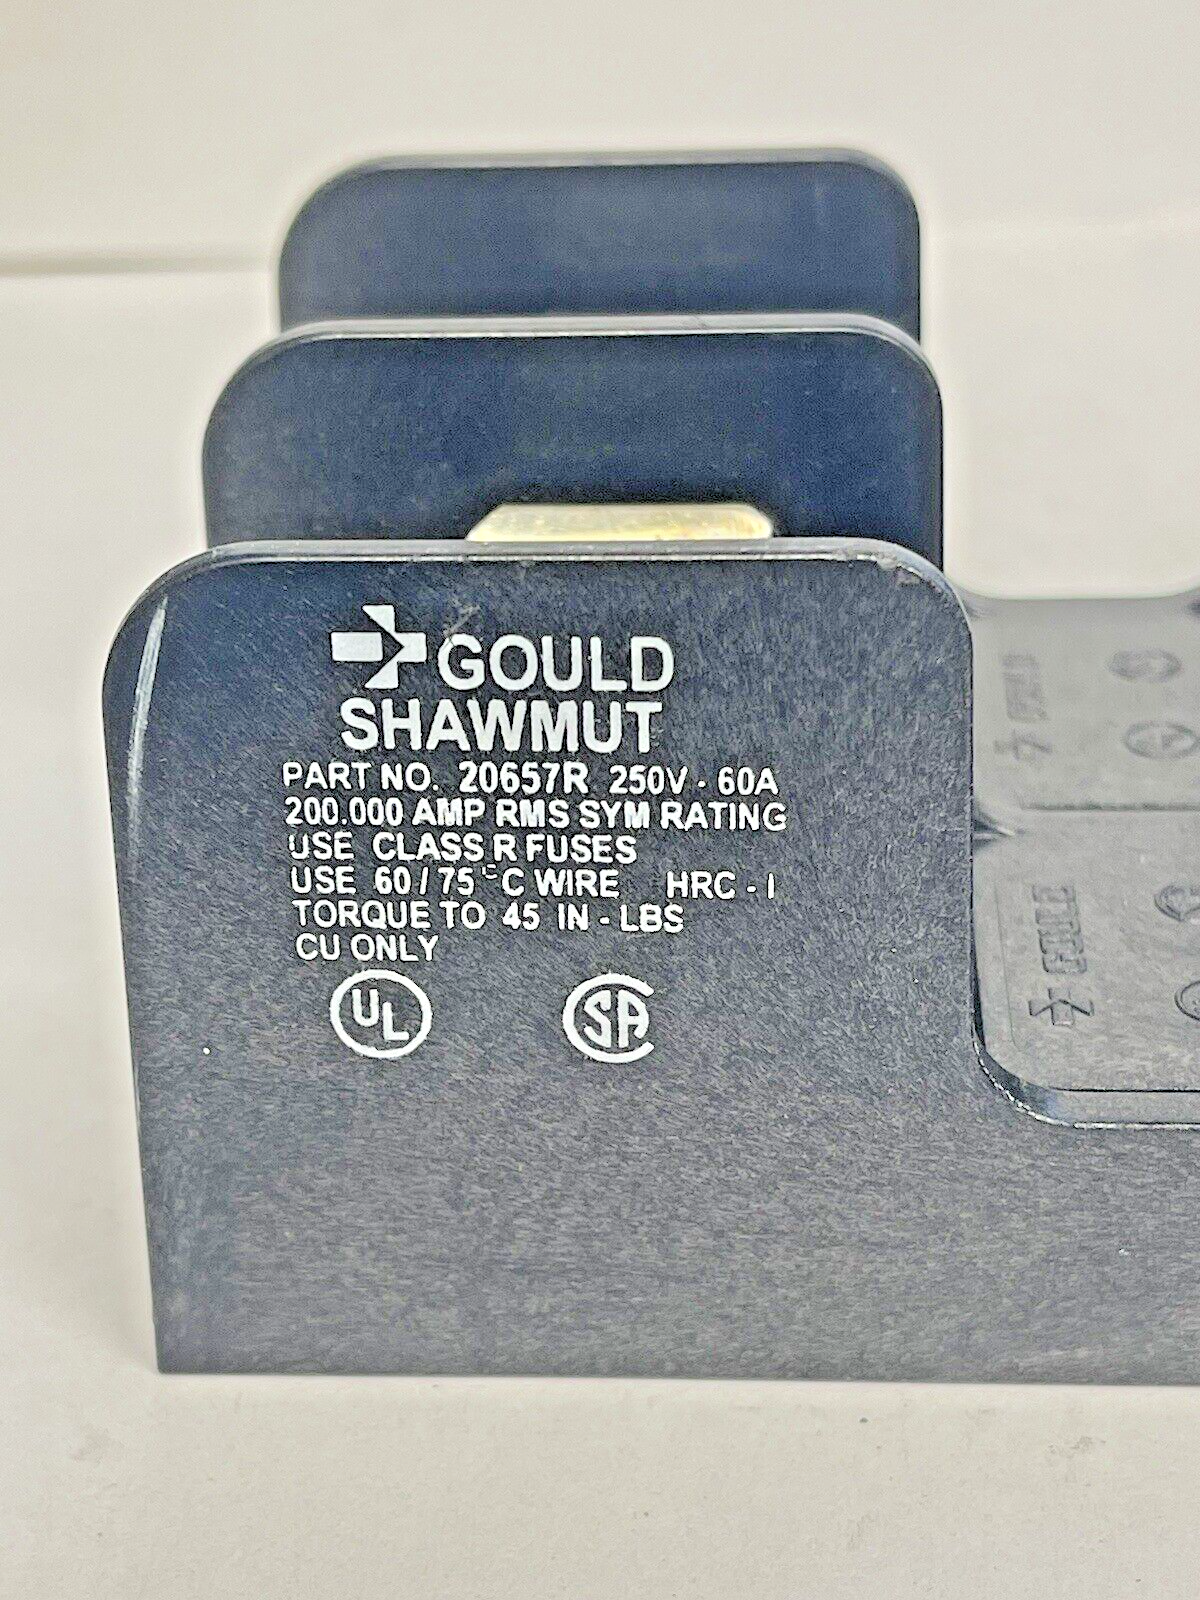 GOULD
SHAWMUT
PART NO. 20657R 250V - 60A
200.000 AMP RMS SYM RATING
USE CLASS R FUSES
USE 60 / 75 °C WIRE HRC - I
TORQUE TO 45 IN - LBS
CU ONLY
UL
SA